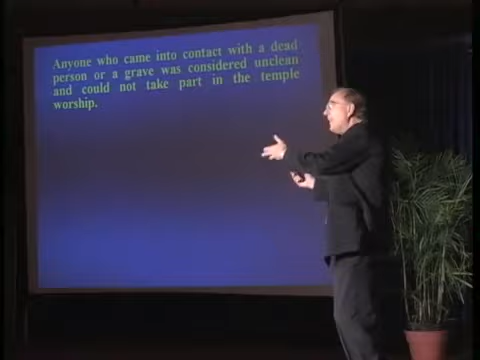 Anyone who came into contact with a dead
person or a grave was considered unclean
and could not take part in the temple
worship.